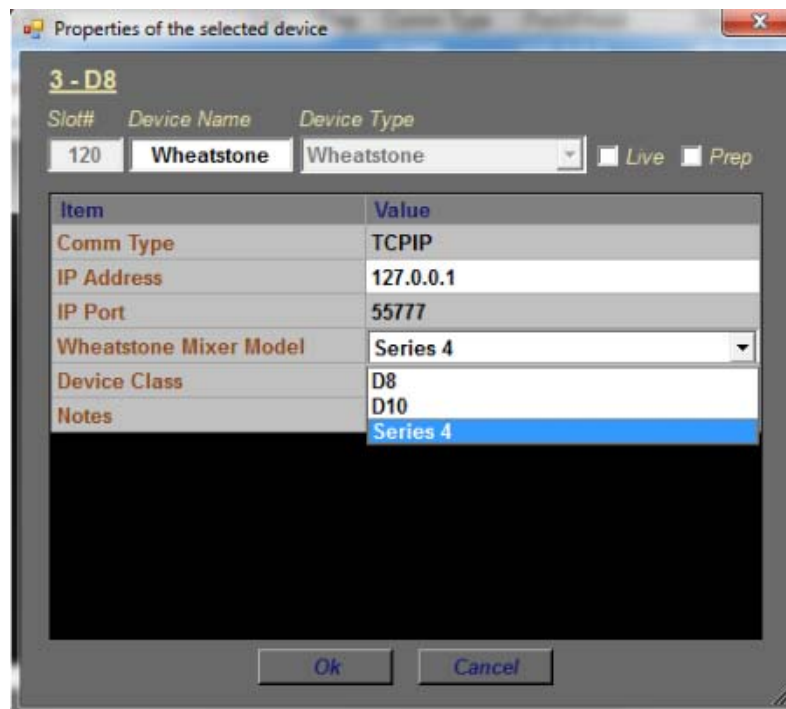 Properties of the selected device
3 - D8
Slot# Device Name Device Type
120 Wheatstone Wheatstone Live Prep
Item Value
Comm Type TCPIP
IP Address 127.0.0.1
IP Port 55777
Wheatstone Mixer Model Series 4
Device Class D8
D10
Notes
Series 4
Ok Cancel